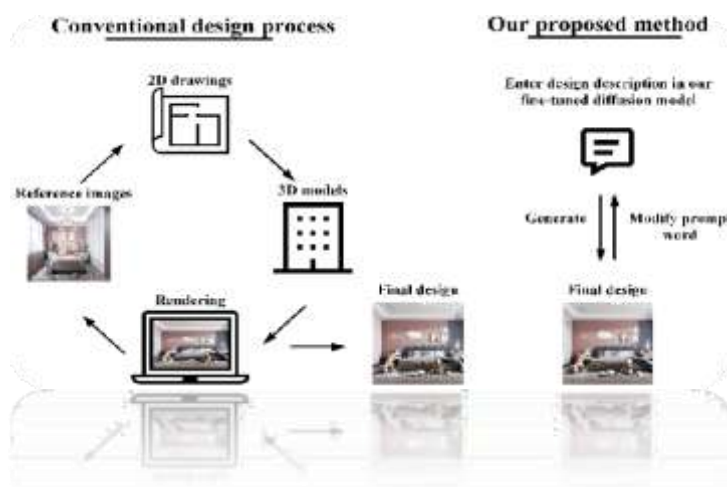 Conventional design process
Our proposed method
2D drawings
Enter design description in our
fine-tuned diffusion model
Reference images
3D models
Generate
Modify promp
word
Rendering
Final design
Final design